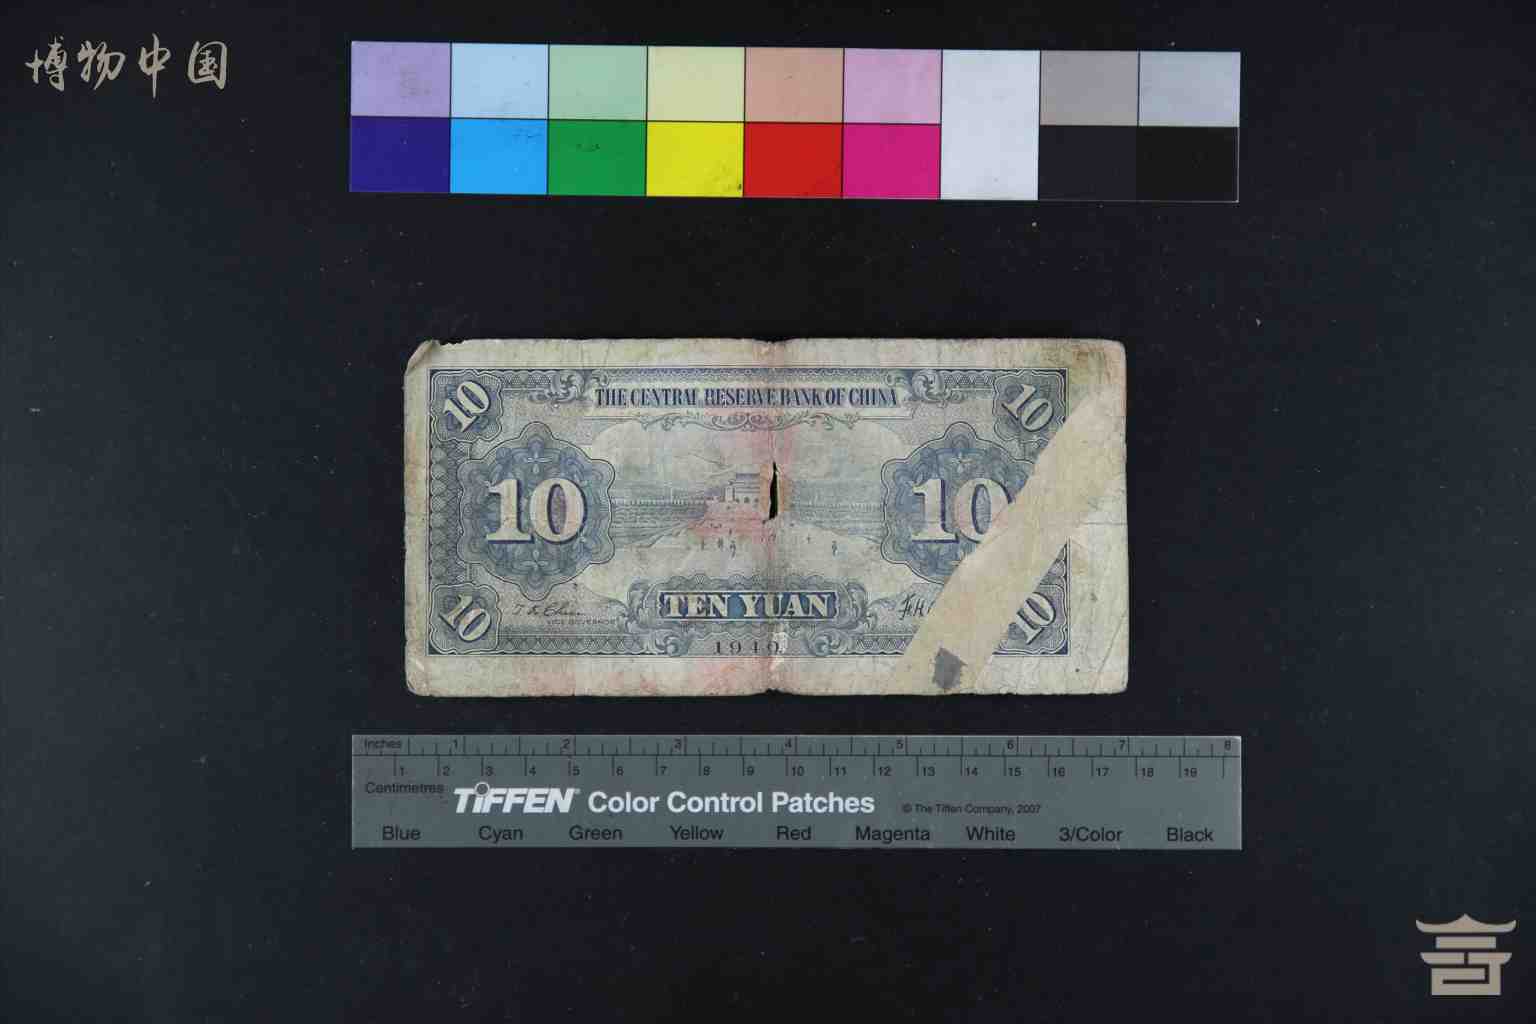 博物中国
10 THE CENTRAL RESERVE BANK OF CHINA 10
10 10
TEN YUAN
10 VICE GOVERNOR 10
1940
Inches 1 2 3 4 5 6 7 8
1 2 3 4 5 6 7 8 9 10 11 12 13 14 15 16 17 18 19
Centimetres
TIFFEN Color Control Patches © The Tiffen Company, 2007
Blue Cyan Green Yellow Red Magenta White 3/Color Black